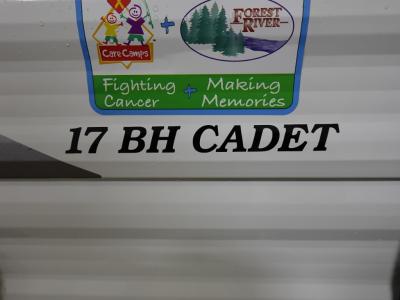 Care Camps
+
FOREST RIVER
Fighting Cancer + Making Memories
17 BH CADET